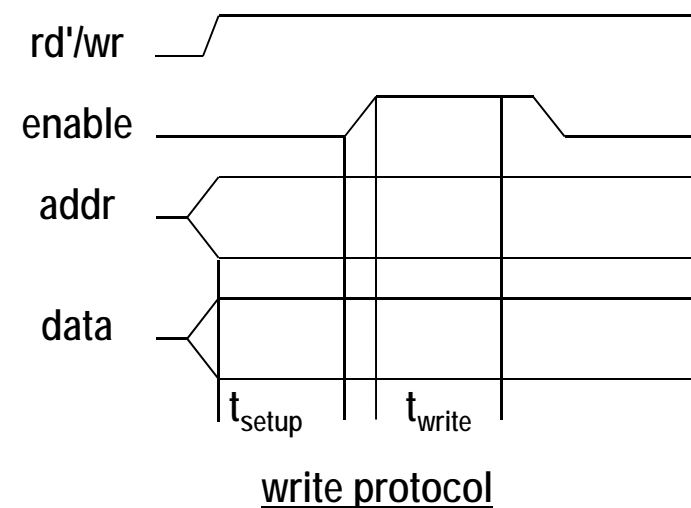 rd'/wr
enable
addr
data
tsetup
twrite
write protocol